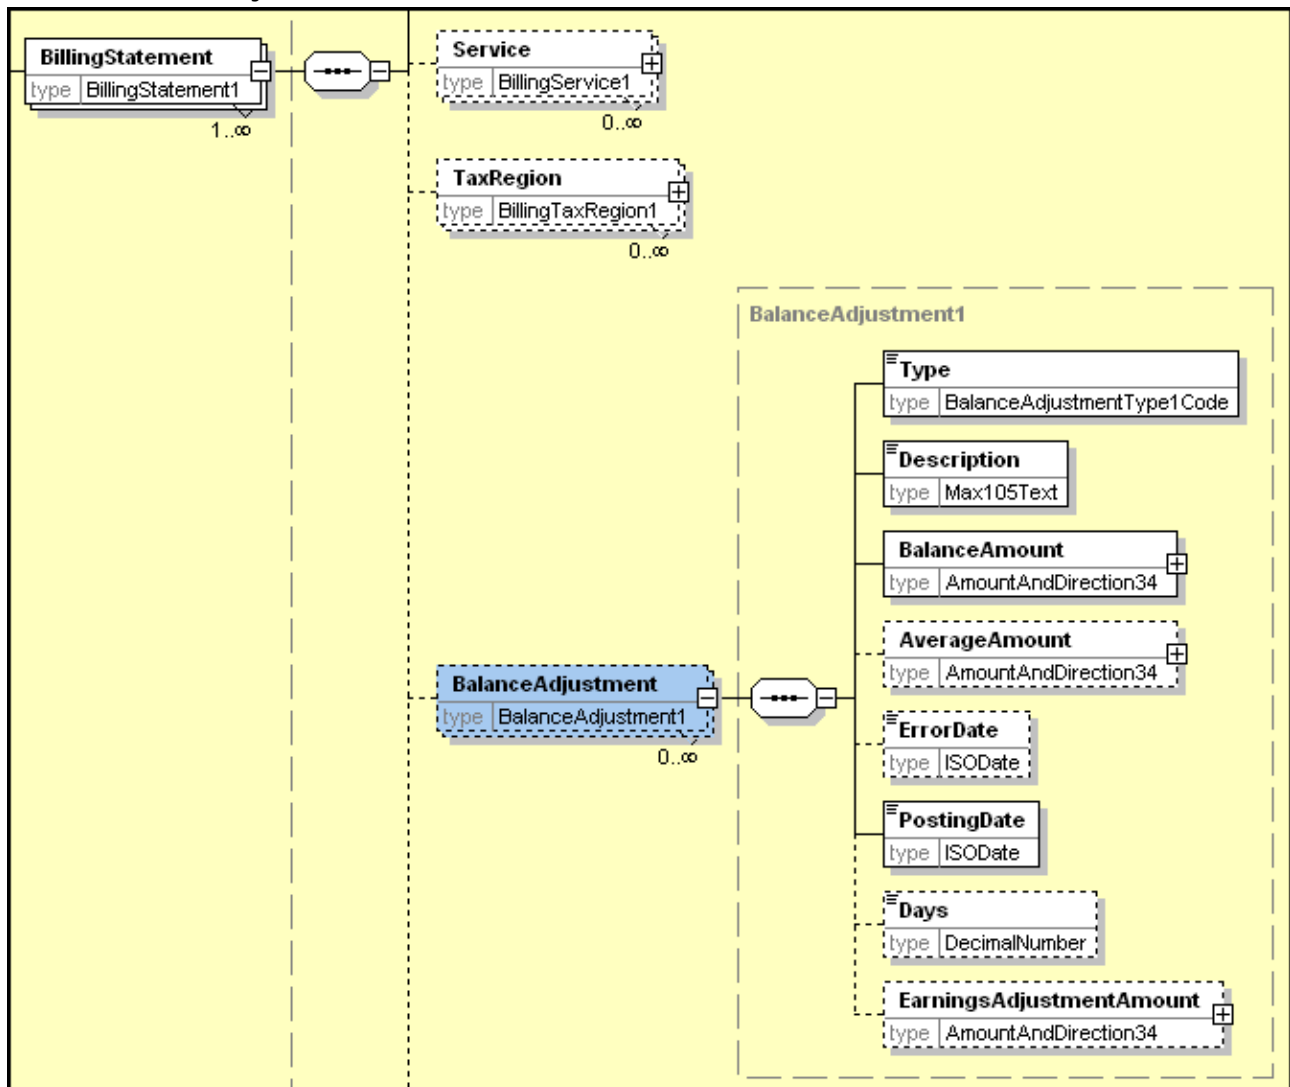 BillingStatement
type BillingStatement1
1..∞
Service
type BillingService1
0..∞
TaxRegion
type BillingTaxRegion1
0..∞
BalanceAdjustment
type BalanceAdjustment1
0..∞
BalanceAdjustment1
Type
type BalanceAdjustmentType1Code
Description
type Max105Text
BalanceAmount
type AmountAndDirection34
AverageAmount
type AmountAndDirection34
ErrorDate
type ISODate
PostingDate
type ISODate
Days
type DecimalNumber
EarningsAdjustmentAmount
type AmountAndDirection34